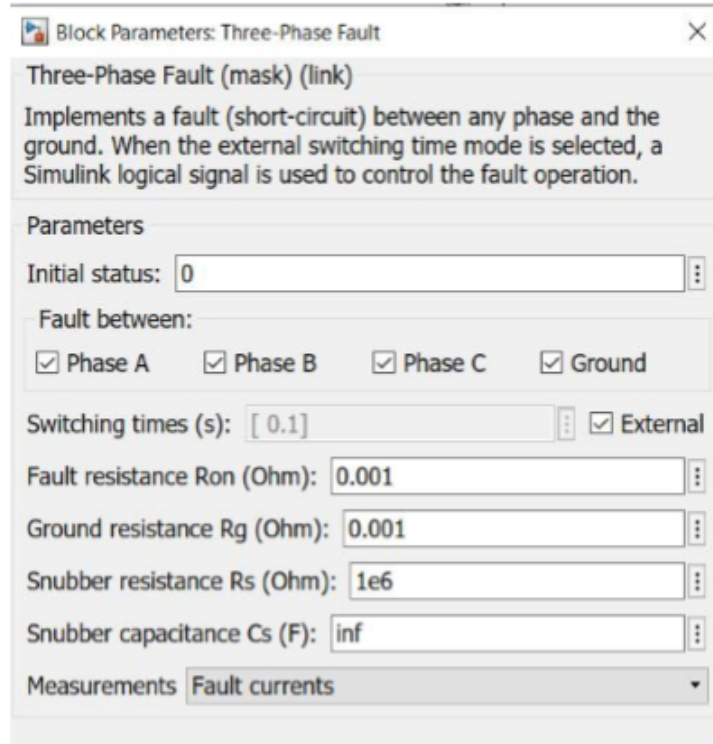 Block Parameters: Three-Phase Fault
Three-Phase Fault (mask) (link)
Implements a fault (short-circuit) between any phase and the
ground. When the external switching time mode is selected, a
Simulink logical signal is used to control the fault operation.
Parameters
Initial status: 0
Fault between:
Phase A Phase B Phase C Ground
Switching times (s): [ 0.1] External
Fault resistance Ron (Ohm): 0.001
Ground resistance Rg (Ohm): 0.001
Snubber resistance Rs (Ohm): 1e6
Snubber capacitance Cs (F): inf
Measurements Fault currents